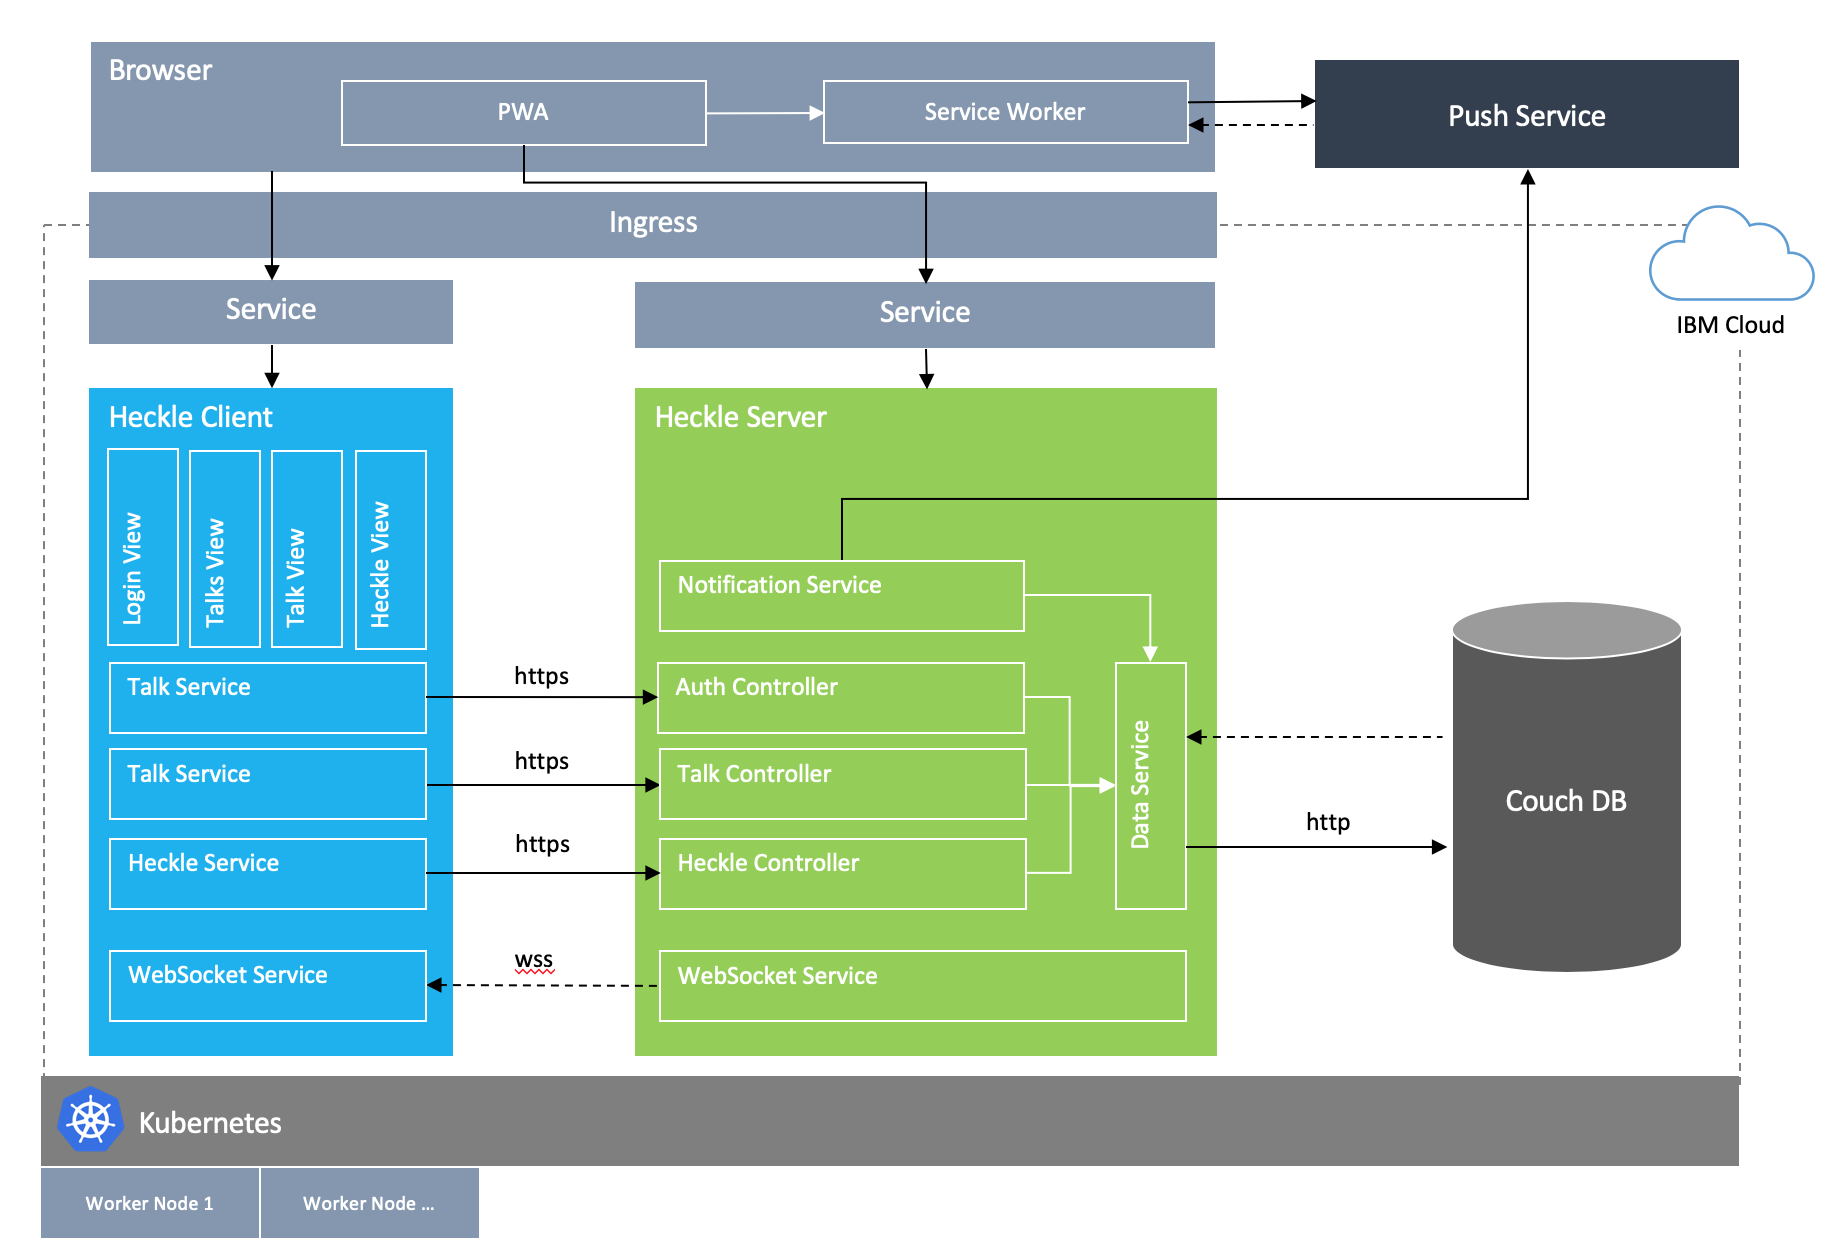 Browser
PWA
Service Worker
Push Service
Ingress
IBM Cloud
Service
Service
Heckle Client
Heckle Server
Login View
Talks View
Talk View
Heckle View
Notification Service
Talk Service
https
Auth Controller
Talk Service
https
Talk Controller
Data Service
Couch DB
http
Heckle Service
https
Heckle Controller
WebSocket Service
wss
WebSocket Service
Kubernetes
Worker Node 1
Worker Node ...